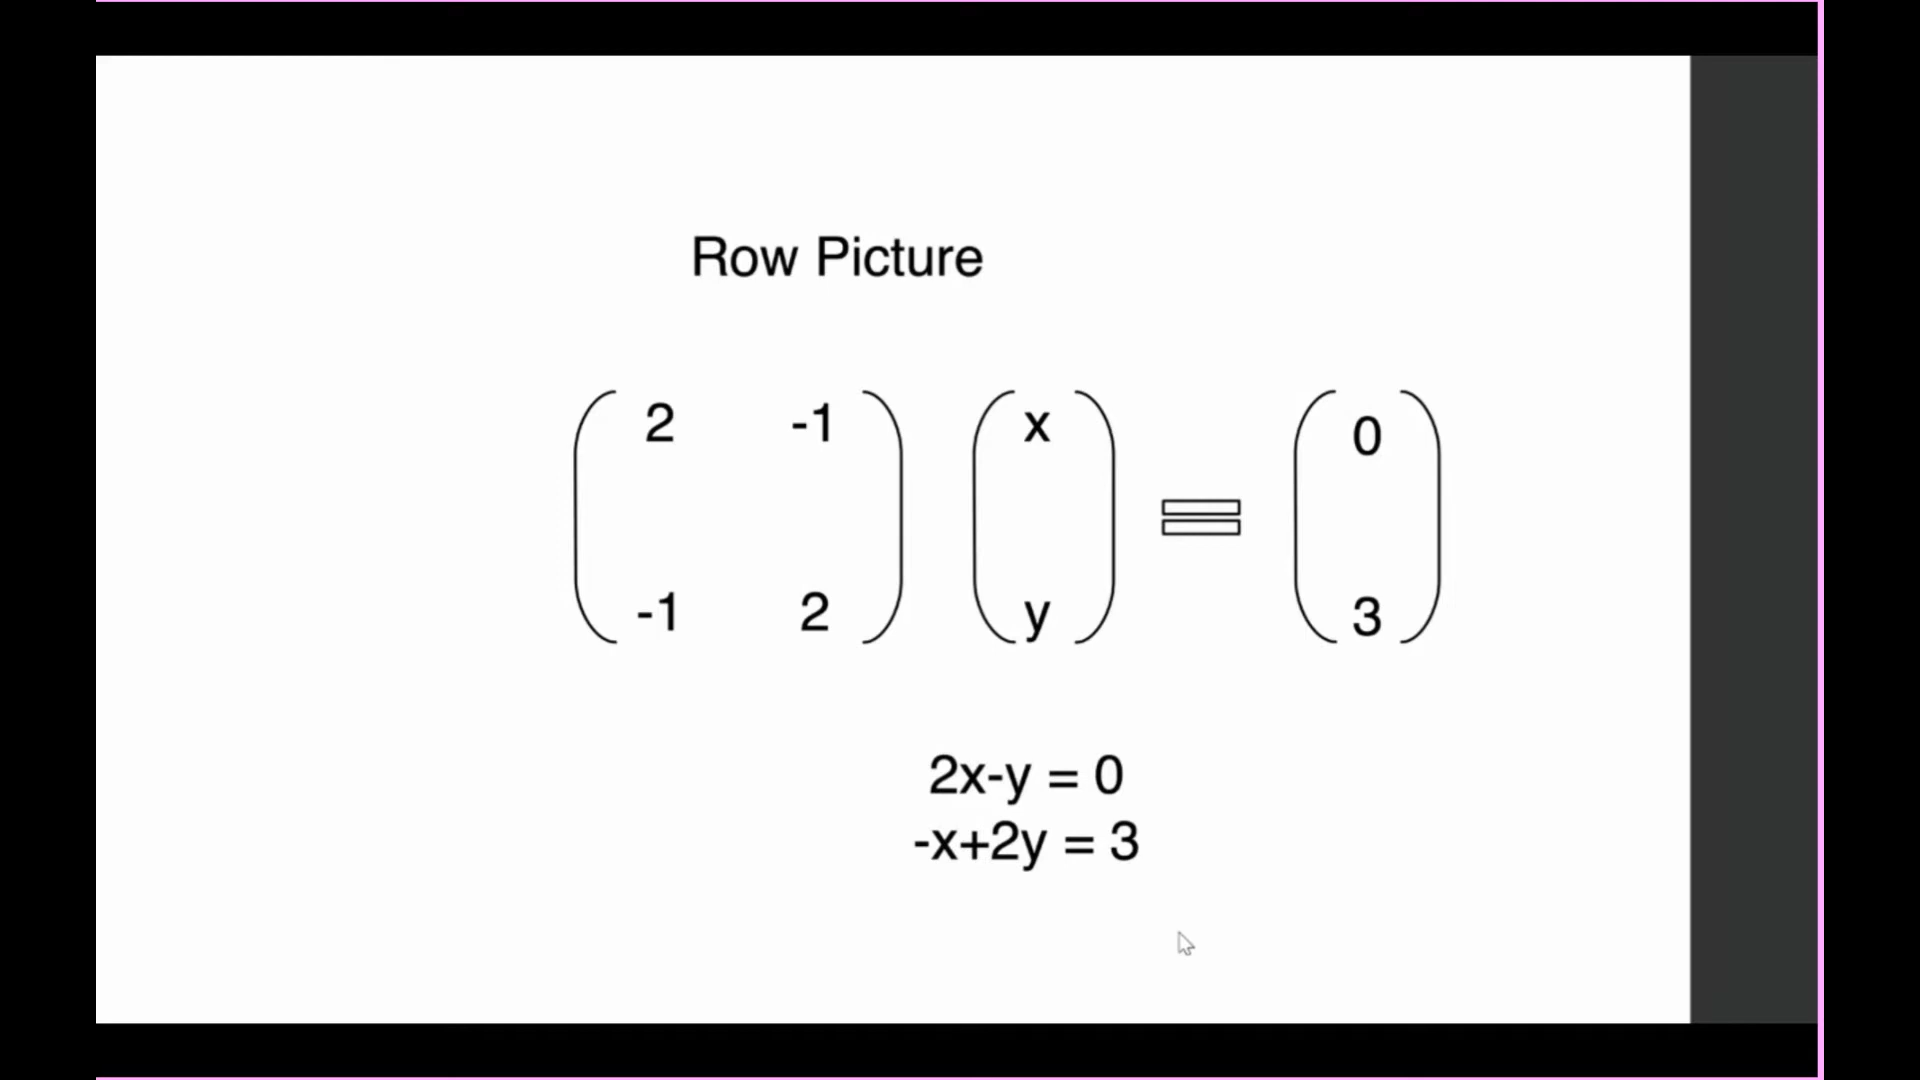 Row Picture
2 -1 x = 0
-1 2 y 3
2x-y = 0
-x+2y = 3